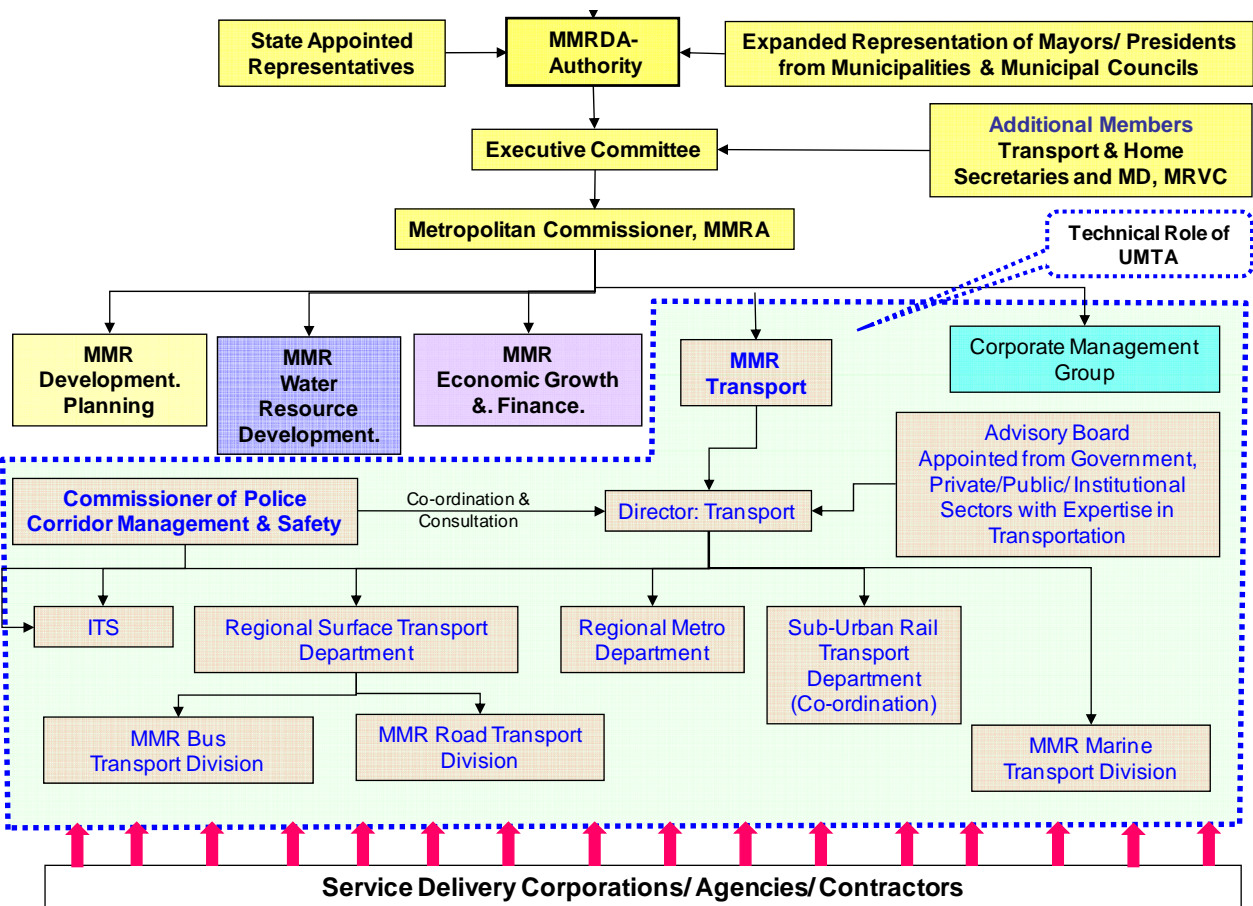 State Appointed
Representatives
MMRDA-
Authority
Expanded Representation of Mayors/ Presidents
from Municipalities & Municipal Councils
Executive Committee
Additional Members
Transport & Home
Secretaries and MD, MRVC
Metropolitan Commissioner, MMRA
Technical Role of
UMTA
MMR
Development.
Planning
MMR
Water
Resource
Development.
MMR
Economic Growth
&. Finance.
MMR
Transport
Corporate Management
Group
Commissioner of Police
Corridor Management & Safety
Co-ordination &
Consultation
Director: Transport
Advisory Board
Appointed from Government,
Private/Public/ Institutional
Sectors with Expertise in
Transportation
ITS
Regional Surface Transport
Department
Regional Metro
Department
Sub-Urban Rail
Transport
Department
(Co-ordination)
MMR Bus
Transport Division
MMR Road Transport
Division
MMR Marine
Transport Division
Service Delivery Corporations/ Agencies/ Contractors